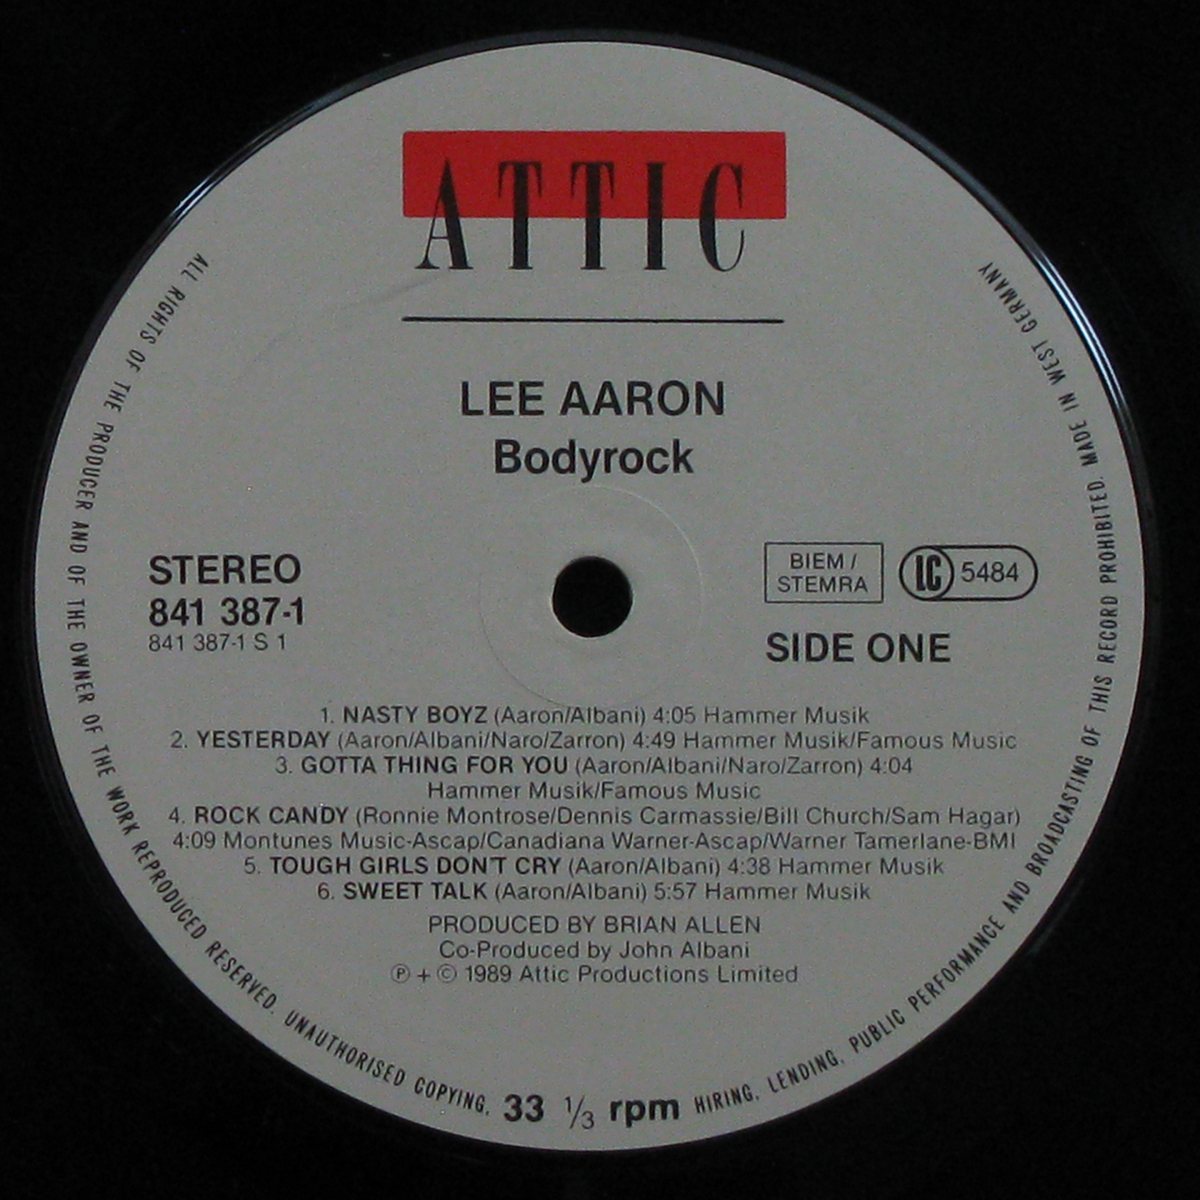 ATTIC
LEE AARON
Bodyrock
STEREO
841 387-1
841 387-1 S 1
BIEM /
STEMRA
LC 5484
SIDE ONE
1. NASTY BOYZ (Aaron/Albani) 4:05 Hammer Musik
2. YESTERDAY (Aaron/Albani/Naro/Zarron) 4:49 Hammer Musik/Famous Music
3. GOTTA THING FOR YOU (Aaron/Albani/Naro/Zarron) 4:04
Hammer Musik/Famous Music
4. ROCK CANDY (Ronnie Montrose/Dennis Carmassie/Bill Church/Sam Hagar)
4:09 Montunes Music-Ascap/Canadiana Warner-Ascap/Warner Tamerlane-BMI
5. TOUGH GIRLS DON'T CRY (Aaron/Albani) 4:38 Hammer Musik
6. SWEET TALK (Aaron/Albani) 5:57 Hammer Musik
PRODUCED BY BRIAN ALLEN
Co-Produced by John Albani
℗ + © 1989 Attic Productions Limited
33 1/3 rpm
ALL RIGHTS OF THE PRODUCER AND OF THE OWNER OF THE WORK REPRODUCED RESERVED. UNAUTHORISED COPYING, HIRING, LENDING, PUBLIC PERFORMANCE AND BROADCASTING OF THIS RECORD PROHIBITED. MADE IN WEST GERMANY